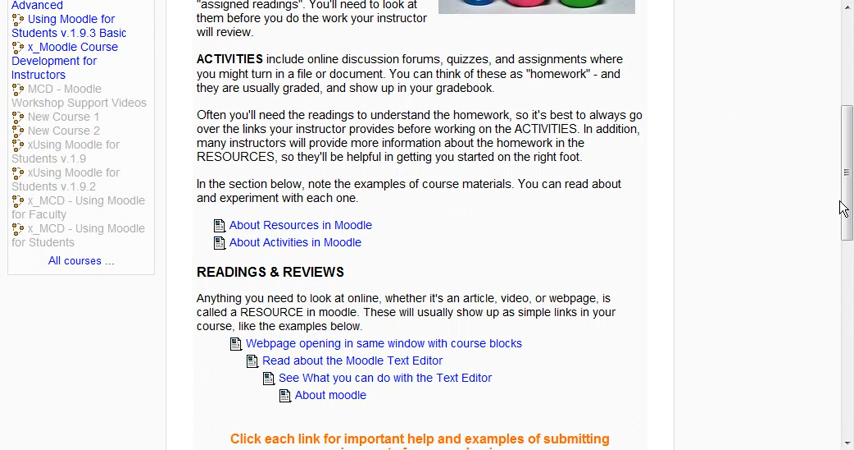 Advanced
Using Moodle for
Students v.1.9.3 Basic
x_Moodle Course
Development for
Instructors
MCD - Moodle
Workshop Support Videos
New Course 1
New Course 2
xUsing Moodle for
Students v.1.9
xUsing Moodle for
Students v.1.9.2
x_MCD - Using Moodle
for Faculty
x_MCD - Using Moodle
for Students
All courses ...
"assigned readings". You'll need to look at
them before you do the work your instructor
will review.
ACTIVITIES include online discussion forums, quizzes, and assignments where
you might turn in a file or document. You can think of these as "homework" - and
they are usually graded, and show up in your gradebook.
Often you'll need the readings to understand the homework, so it's best to always go
over the links your instructor provides before working on the ACTIVITIES. In addition,
many instructors will provide more information about the homework in the
RESOURCES, so they'll be helpful in getting you started on the right foot.
In the section below, note the examples of course materials. You can read about
and experiment with each one.
About Resources in Moodle
About Activities in Moodle
READINGS & REVIEWS
Anything you need to look at online, whether it's an article, video, or webpage, is
called a RESOURCE in moodle. These will usually show up as simple links in your
course, like the examples below.
Webpage opening in same window with course blocks
Read about the Moodle Text Editor
See What you can do with the Text Editor
About moodle
Click each link for important help and examples of submitting